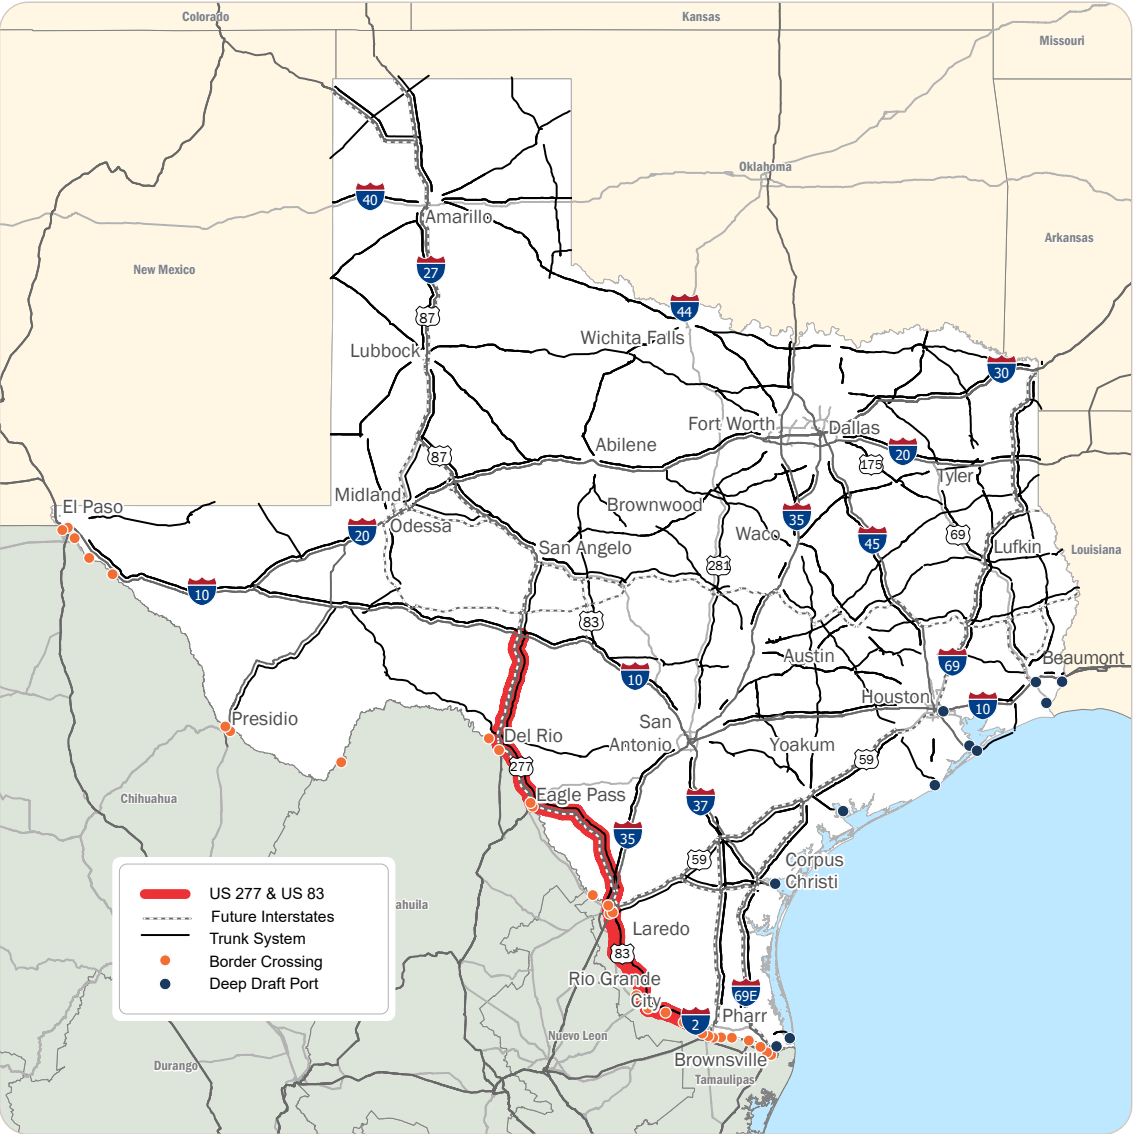 Colorado
Kansas
Missouri
Oklahoma
40
Amarillo
Arkansas
New Mexico
27
44
87
Wichita Falls
Lubbock
30
Fort Worth
Dallas
Abilene
87
20
175
Tyler
Midland
El Paso
Brownwood
35
Odessa
20
Waco
45
69
San Angelo
Lufkin
Louisiana
281
10
83
Austin
69
Beaumont
10
Houston
10
Presidio
San
Antonio
Del Rio
Yoakum
59
277
Chihuahua
Eagle Pass
37
35
59
Corpus
Christi
US 277 & US 83
ahuila
Future Interstates
Trunk System
Laredo
Border Crossing
83
Deep Draft Port
Rio Grande
City
69E
2
Pharr
Nuevo Leon
Brownsville
Durango
Tamaulipas